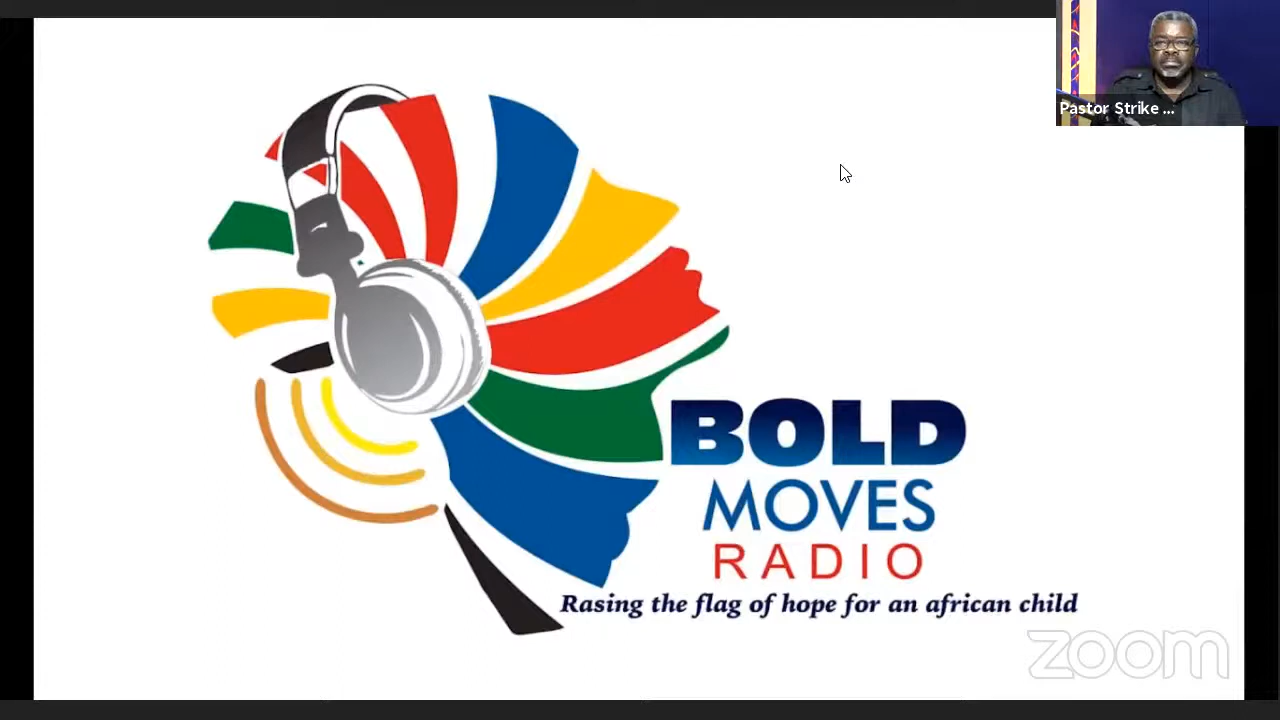 Pastor Strike ...
BOLD
MOVES
RADIO
Rasing the flag of hope for an african child
zoom